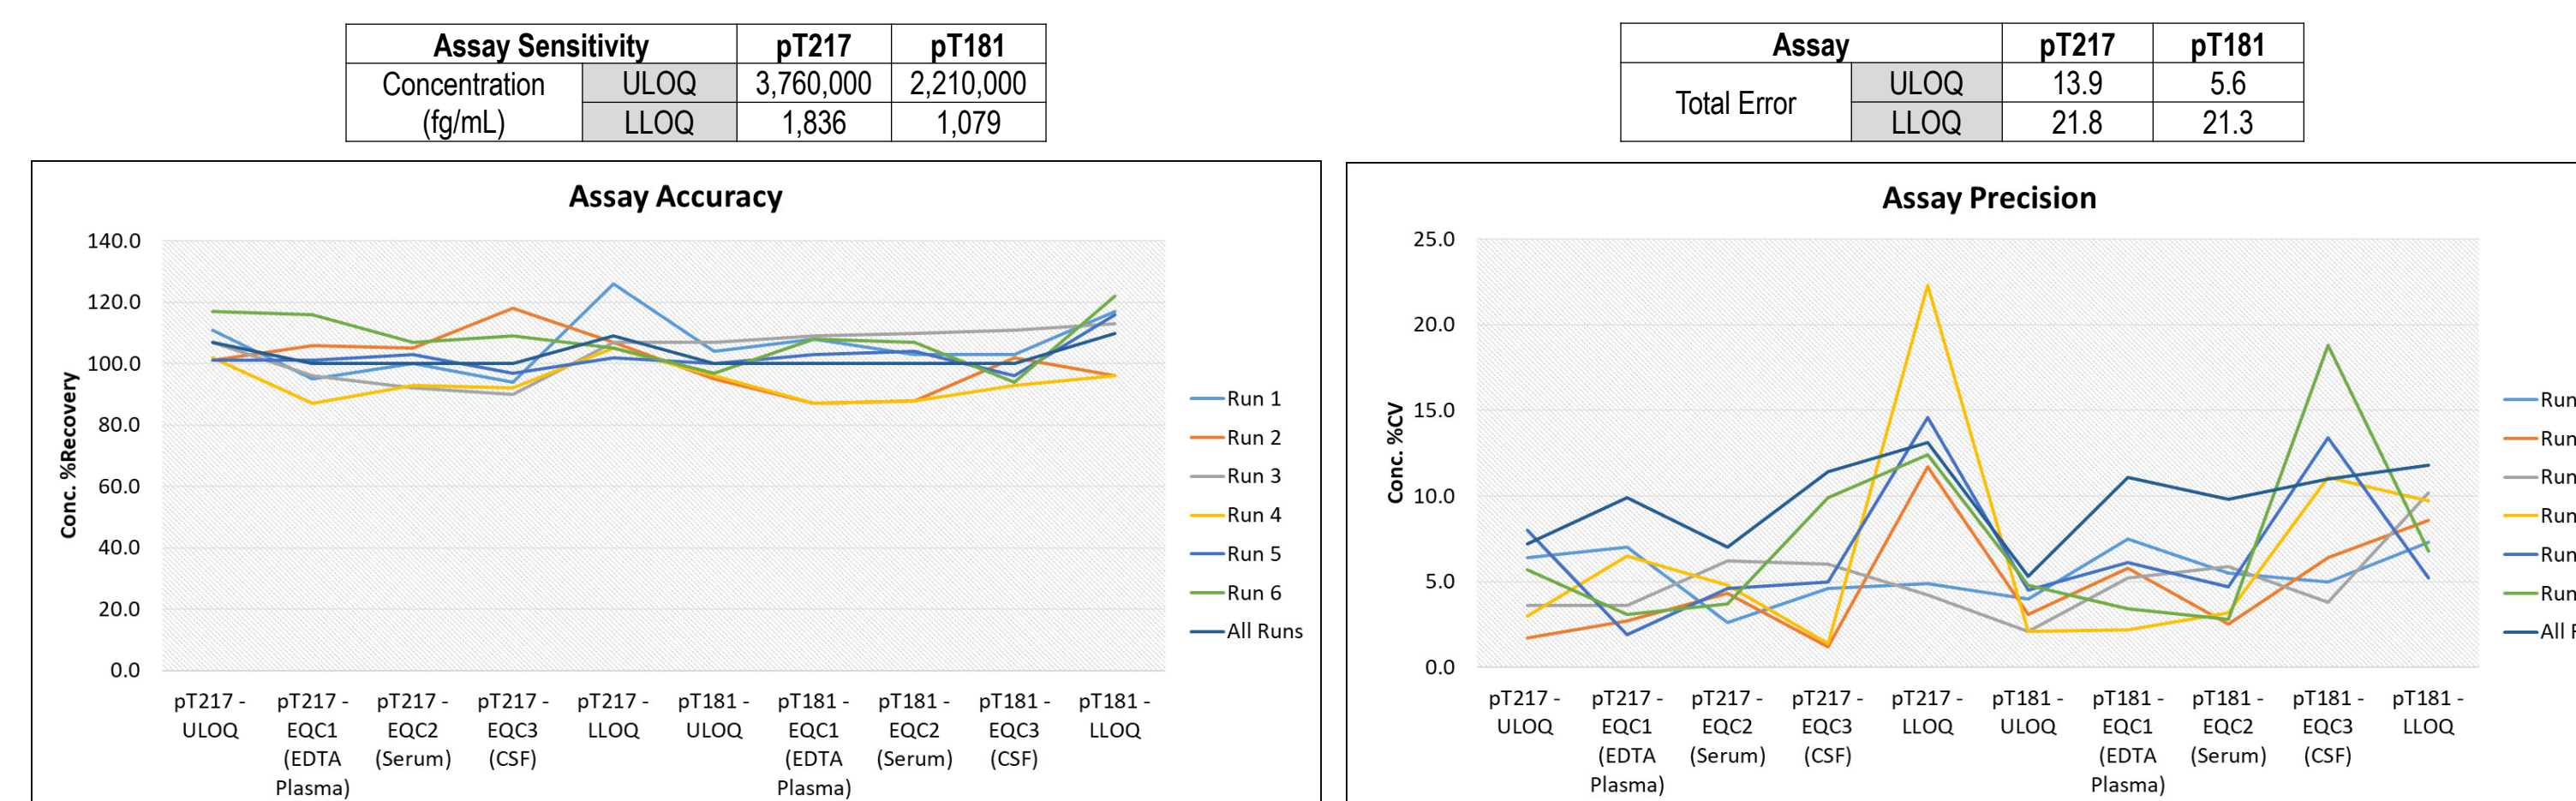 Assay Sensitivity pT217 pT181
Concentration (fg/mL) ULOQ 3,760,000 2,210,000
LLOQ 1,836 1,079
Assay pT217 pT181
Total Error ULOQ 13.9 5.6
LLOQ 21.8 21.3
Assay Accuracy
Conc. %Recovery
140.0
120.0
100.0
80.0
60.0
40.0
20.0
0.0
pT217 - ULOQ
pT217 - EQC1 (EDTA Plasma)
pT217 - EQC2 (Serum)
pT217 - EQC3 (CSF)
pT217 - LLOQ
pT181 - ULOQ
pT181 - EQC1 (EDTA Plasma)
pT181 - EQC2 (Serum)
pT181 - EQC3 (CSF)
pT181 - LLOQ
Run 1
Run 2
Run 3
Run 4
Run 5
Run 6
All Runs
Assay Precision
Conc. %CV
25.0
20.0
15.0
10.0
5.0
0.0
pT217 - ULOQ
pT217 - EQC1 (EDTA Plasma)
pT217 - EQC2 (Serum)
pT217 - EQC3 (CSF)
pT217 - LLOQ
pT181 - ULOQ
pT181 - EQC1 (EDTA Plasma)
pT181 - EQC2 (Serum)
pT181 - EQC3 (CSF)
pT181 - LLOQ
Run
Run
Run
Run
Run
Run
All